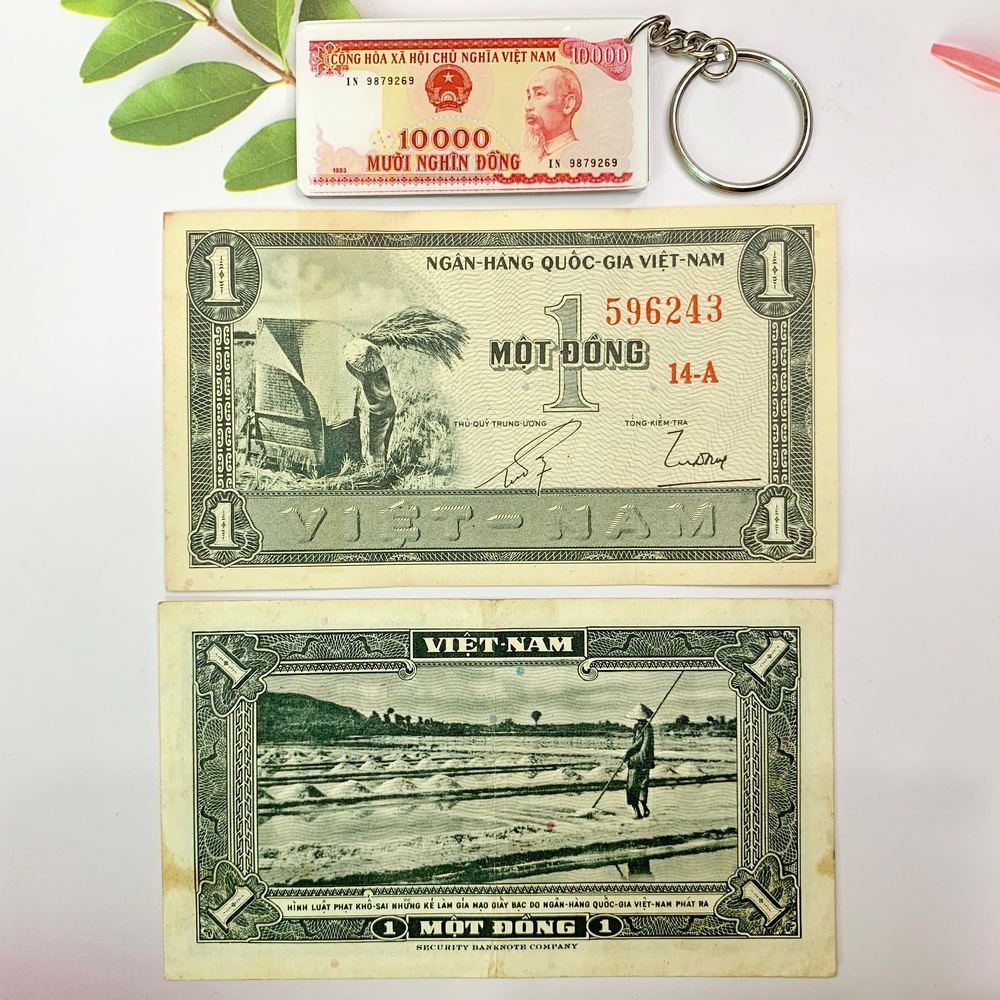 CỘNG HÒA XÃ HỘI CHỦ NGHĨA VIỆT NAM 10000
IN 9879269
10000
MƯỜI NGHÌN ĐỒNG
1993
IN 9879269
1 1
NGÂN-HÀNG QUỐC-GIA VIỆT-NAM
1
596243
MỘT ĐỒNG
14-A
THỦ-QUỸ TRUNG-ƯƠNG TỔNG-KIỂM-TRA
VIỆT-NAM
1 1
VIỆT-NAM
1 1
1 1
HÌNH LUẬT PHẠT KHỔ-SAI NHỮNG KẺ LÀM GIẢ MẠO GIẤY BẠC DO NGÂN-HÀNG QUỐC-GIA VIỆT-NAM PHÁT RA
1 MỘT ĐỒNG 1
SECURITY BANKNOTE COMPANY